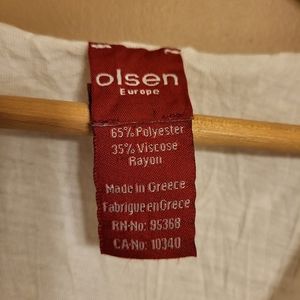 olsen
Europe
65% Polyester
35% Viscose
Rayon
Made in Greece
Fabrique en Grece
RN-No: 95368
CA-No: 10340